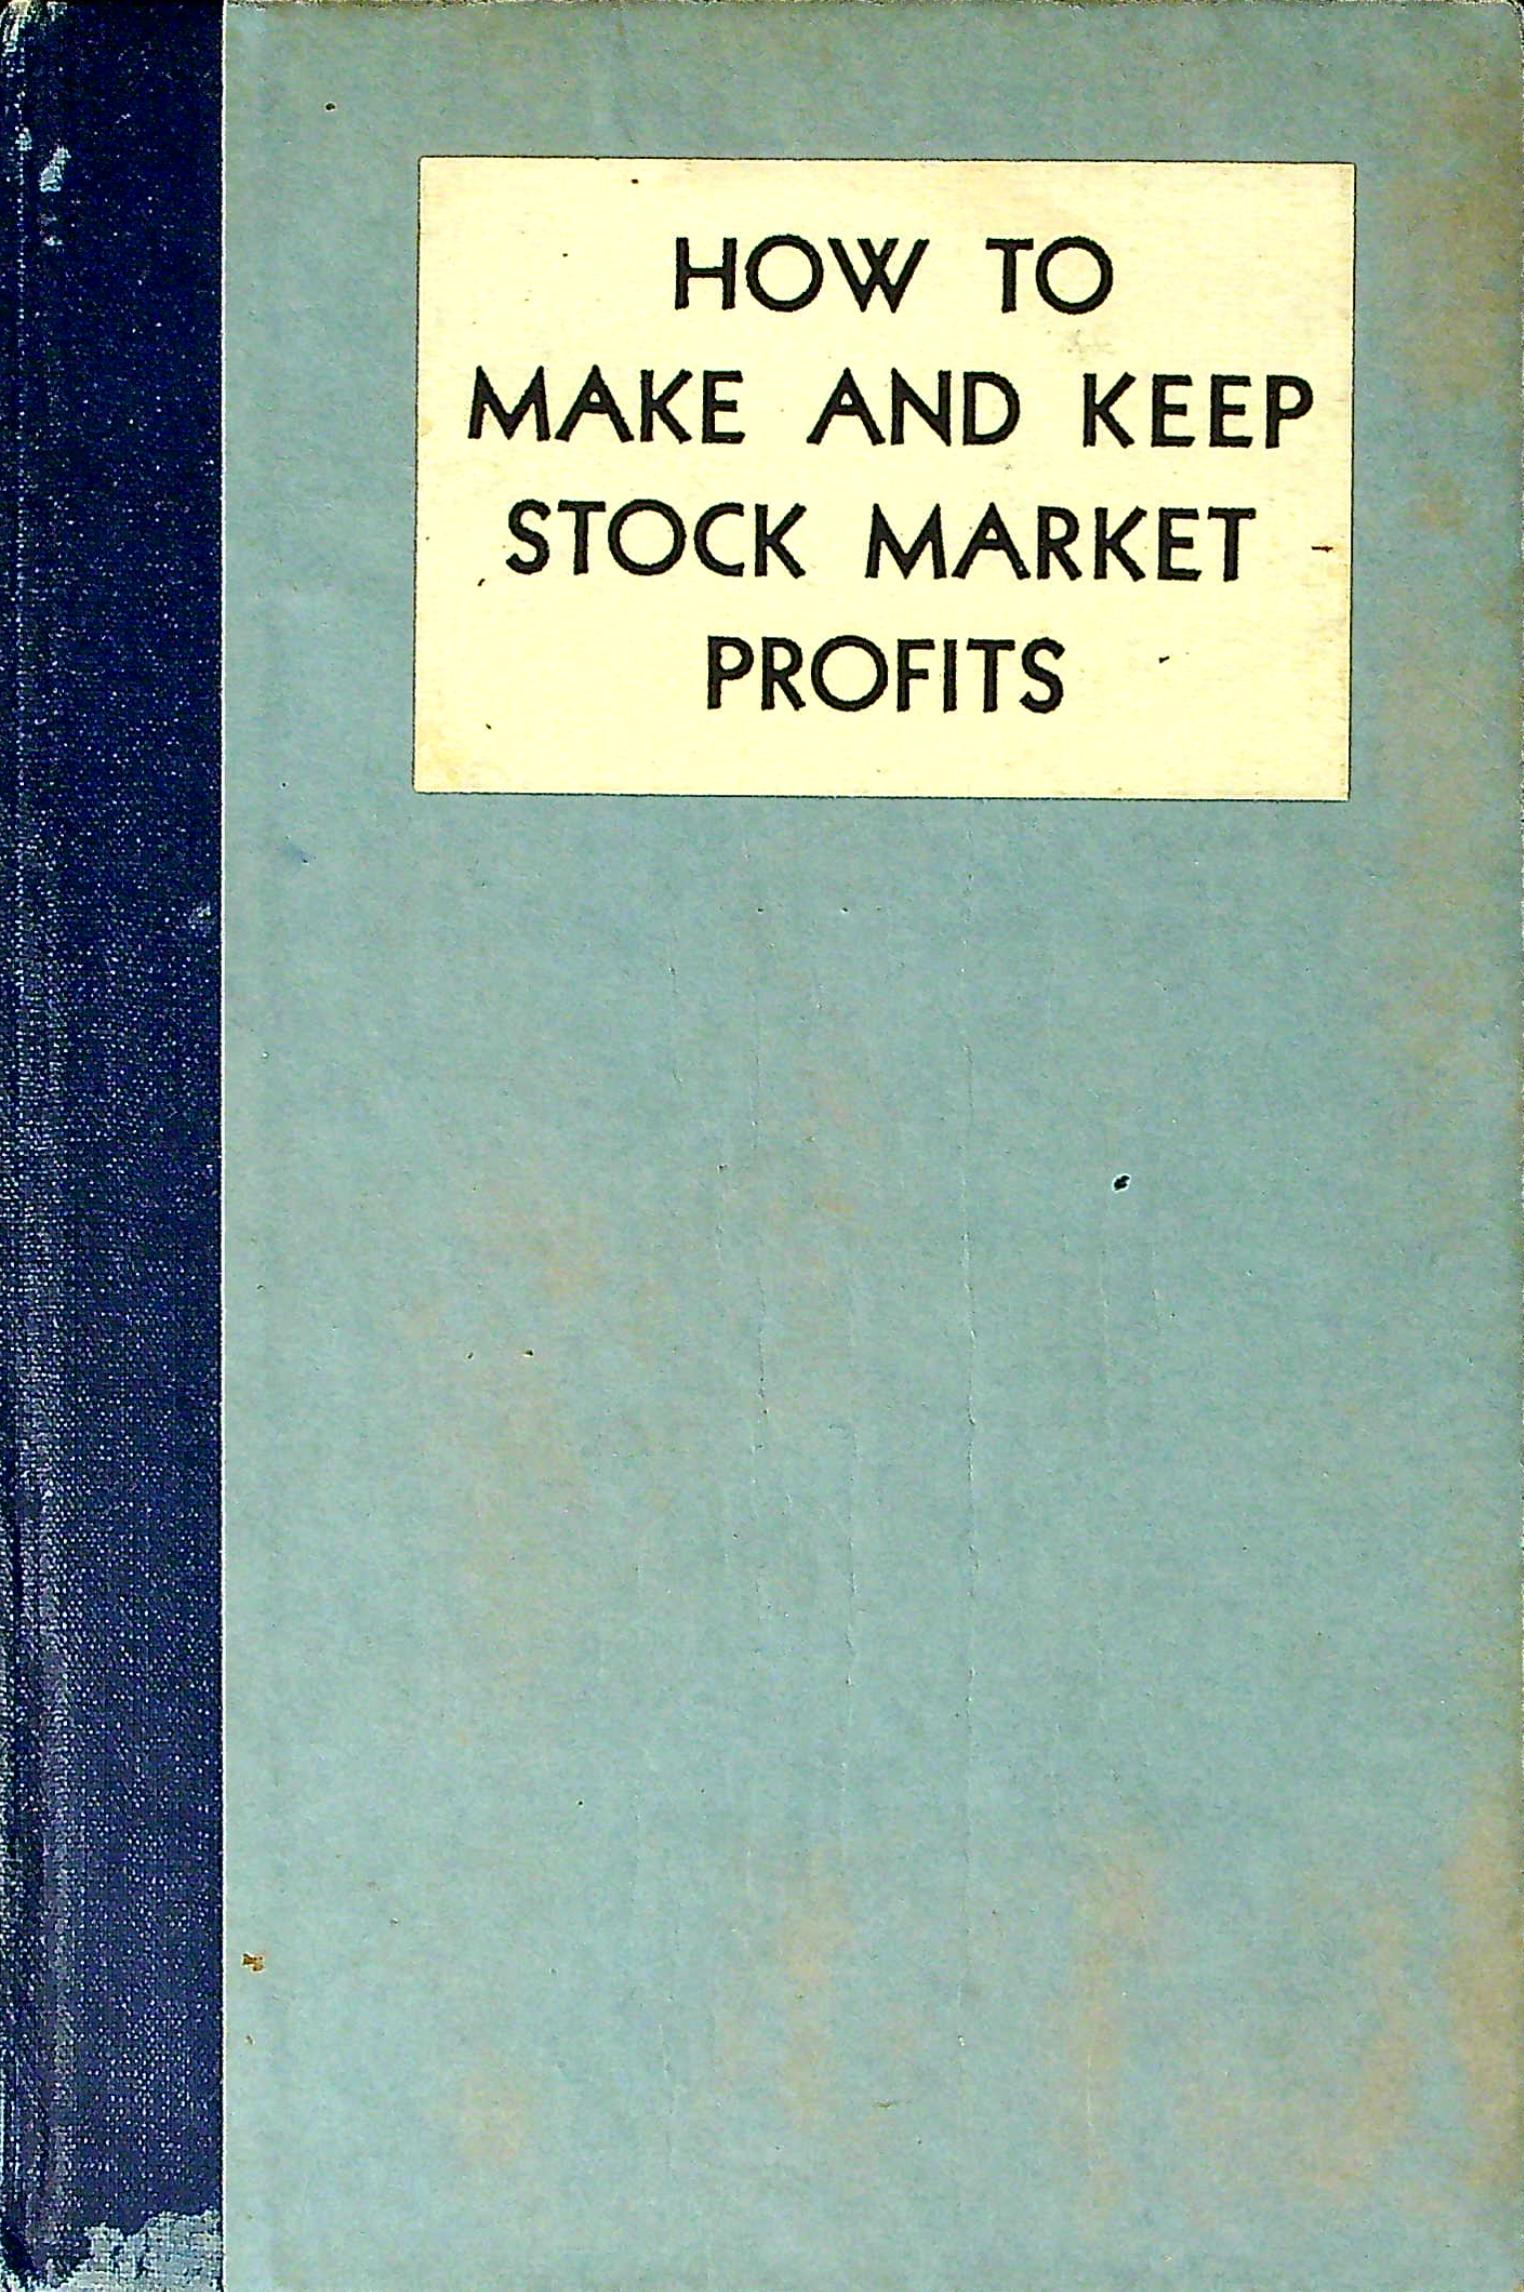 HOW TO
MAKE AND KEEP
STOCK MARKET
PROFITS